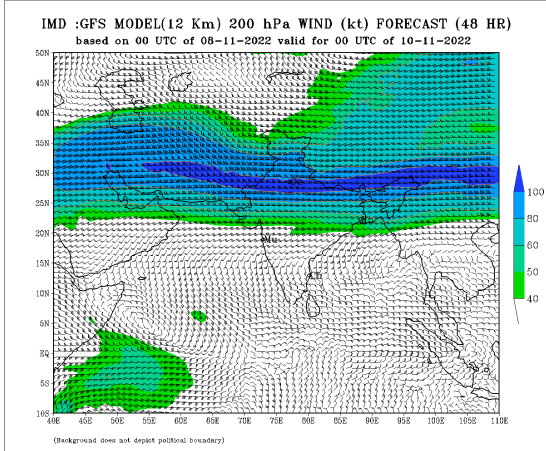 IMD :GFS MODEL(12 Km) 200 hPa WIND (kt) FORECAST (48 HR)
based on 00 UTC of 08-11-2022 valid for 00 UTC of 10-11-2022
50N
45N
40N
35N
30N
25N
20N
15N
10N
5N
EQ
5S
10S
40E 45E 50E 55E 60E 65E 70E 75E 80E 85E 90E 95E 100E 105E 110E
Mu
Ch
100
80
60
50
40
(Background does not depict political boundary)